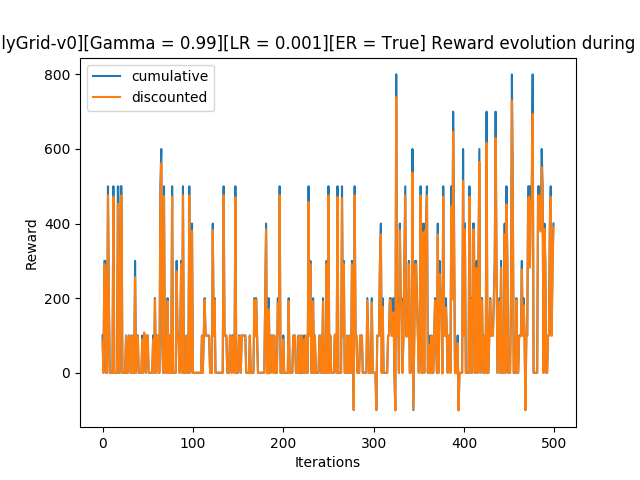 lyGrid-v0][Gamma = 0.99][LR = 0.001][ER = True] Reward evolution during
cumulative
discounted
800
600
400
200
0
Reward
0 100 200 300 400 500
Iterations